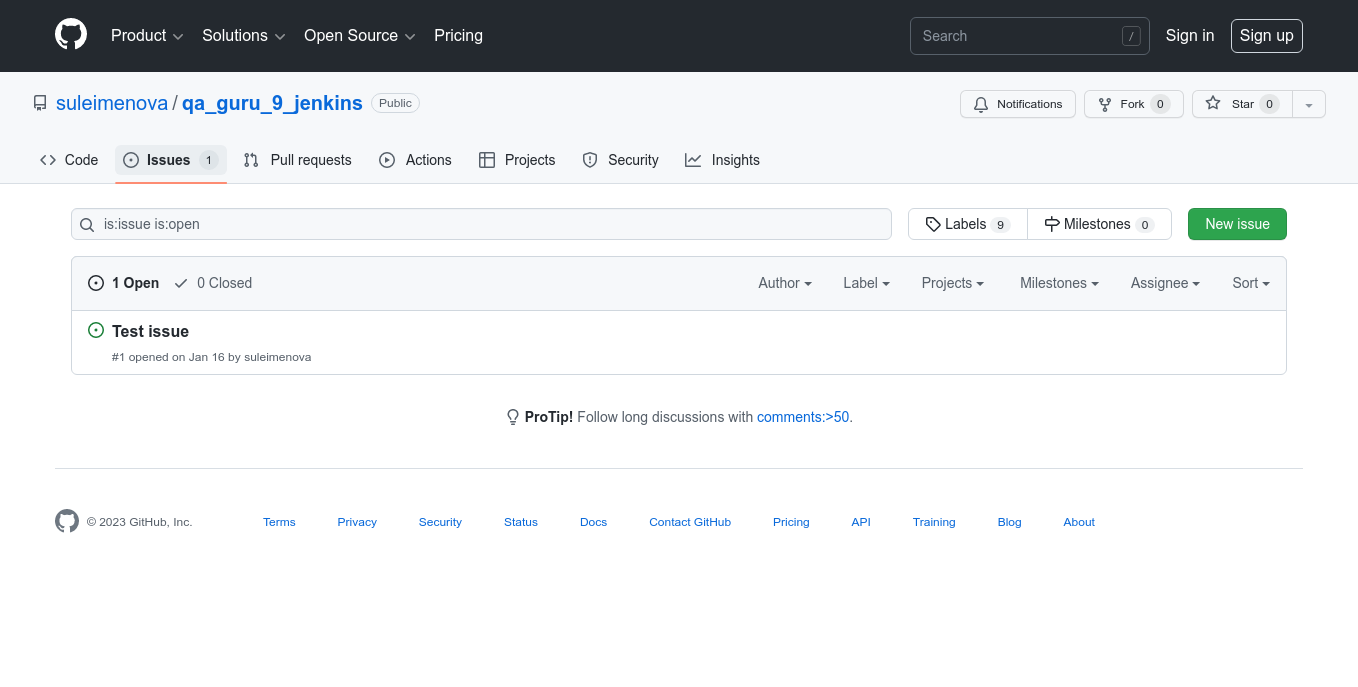 Product Solutions Open Source Pricing Search / Sign in Sign up
suleimenova / qa_guru_9_jenkins Public Notifications Fork 0 Star 0
Code Issues 1 Pull requests Actions Projects Security Insights
is:issue is:open Labels 9 Milestones 0 New issue
1 Open 0 Closed Author Label Projects Milestones Assignee Sort
Test issue
#1 opened on Jan 16 by suleimenova
ProTip! Follow long discussions with comments:>50.
© 2023 GitHub, Inc. Terms Privacy Security Status Docs Contact GitHub Pricing API Training Blog About